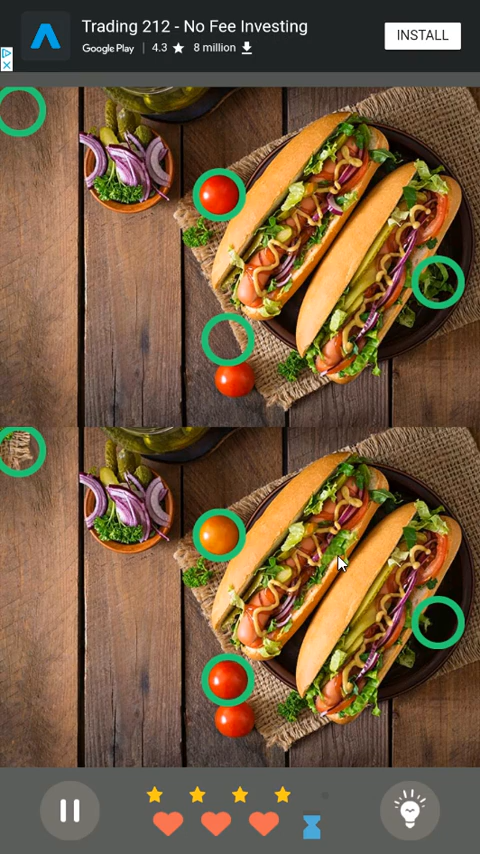 Trading 212 - No Fee Investing
Google Play | 4.3 ★ 8 million
INSTALL